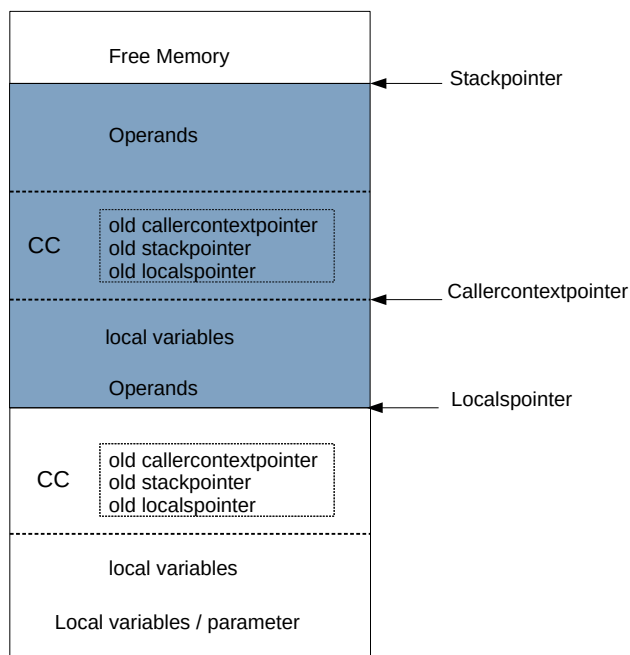 Free Memory
Stackpointer
Operands
CC
old callercontextpointer
old stackpointer
old localspointer
Callercontextpointer
local variables
Operands
Localspointer
CC
old callercontextpointer
old stackpointer
old localspointer
local variables
Local variables / parameter